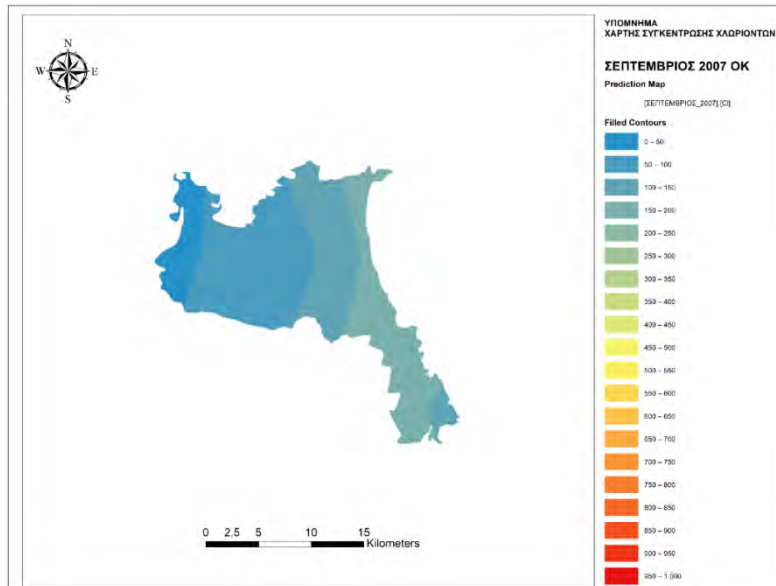 N
W E
S
0 2.5 5 10 15
Kilometers
ΥΠΟΜΝΗΜΑ
ΧΑΡΤΗΣ ΣΥΓΚΕΝΤΡΩΣΗΣ ΧΛΩΡΙΟΝΤΩΝ
ΣΕΠΤΕΜΒΡΙΟΣ 2007 OK
Prediction Map
[ΣΕΠΤΕΜΒΡΙΟΣ_2007].[Cl]
Filled Contours
0 – 50
50 – 100
100 – 150
150 – 200
200 – 250
250 – 300
300 – 350
350 – 400
400 – 450
450 – 500
500 – 550
550 – 600
600 – 650
650 – 700
700 – 750
750 – 800
800 – 850
850 – 900
900 – 950
950 – 1.000